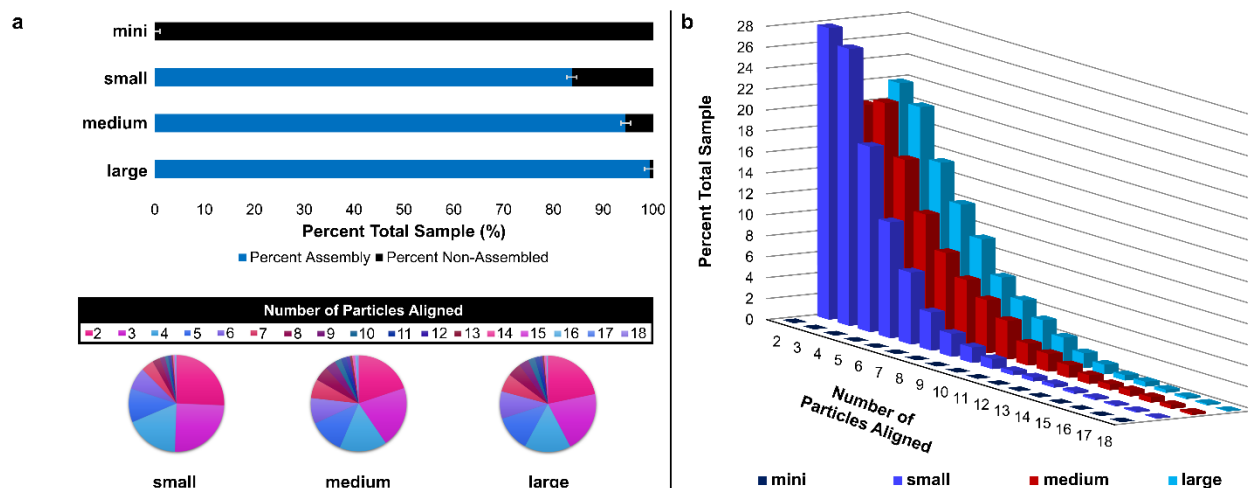 a
mini
small
medium
large
0 10 20 30 40 50 60 70 80 90 100
Percent Total Sample (%)
Percent Assembly Percent Non-Assembled
Number of Particles Aligned
2 3 4 5 6 7 8 9 10 11 12 13 14 15 16 17 18
small medium large
b
28
26
24
22
20
18
16
14
12
10
8
6
4
2
0
Percent Total Sample
2 3 4 5 6 7 8 9 10 11 12 13 14 15 16 17 18
Number of
Particles Aligned
mini small medium large